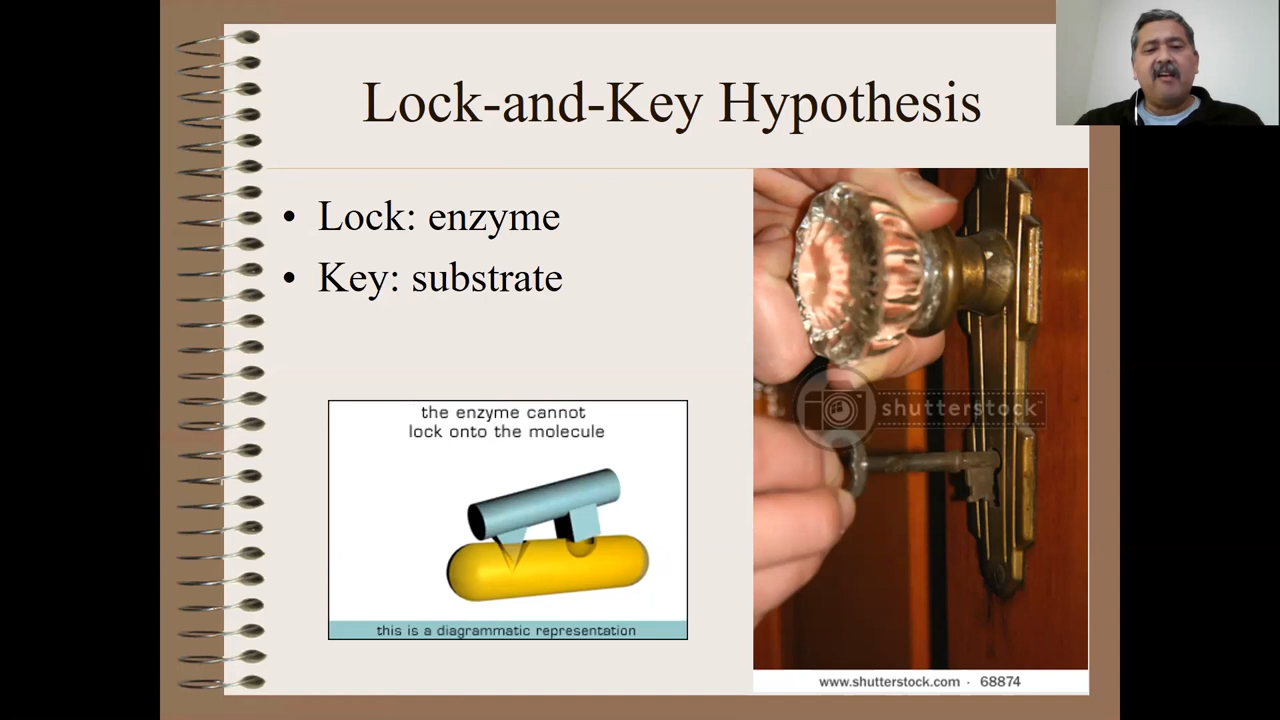 Lock-and-Key Hypothesis
• Lock: enzyme
• Key: substrate
the enzyme cannot
lock onto the molecule
this is a diagrammatic representation
shutterstock™
www.shutterstock.com · 68874